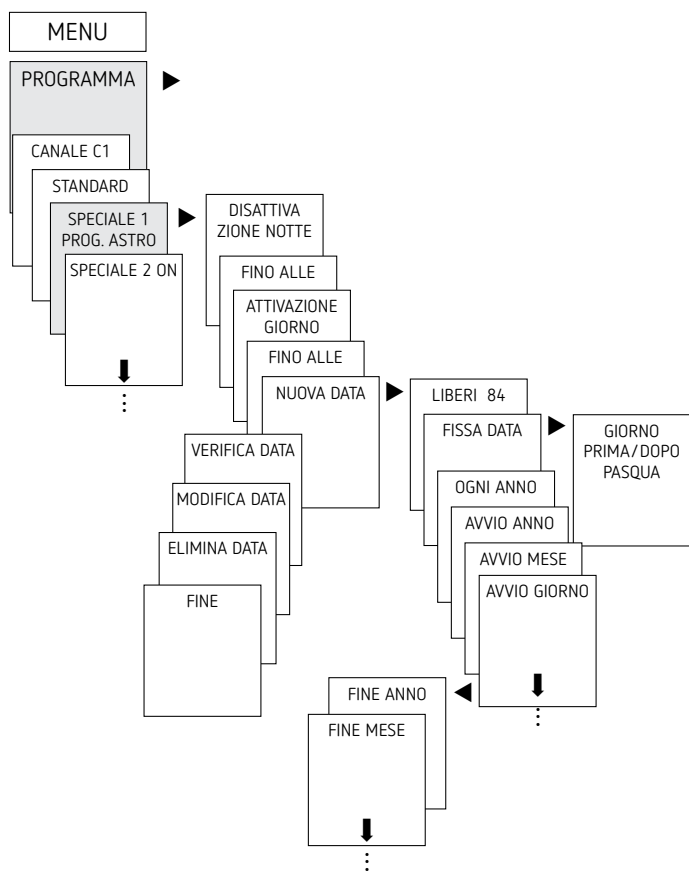 MENU
PROGRAMMA
CANALE C1
STANDARD
SPECIALE 1
PROG. ASTRO
SPECIALE 2 ON
DISATTIVA
ZIONE NOTTE
FINO ALLE
ATTIVAZIONE
GIORNO
FINO ALLE
NUOVA DATA
VERIFICA DATA
MODIFICA DATA
ELIMINA DATA
FINE
LIBERI 84
FISSA DATA
OGNI ANNO
AVVIO ANNO
AVVIO MESE
AVVIO GIORNO
GIORNO
PRIMA/DOPO
PASQUA
FINE ANNO
FINE MESE